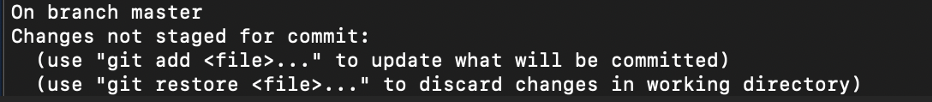 On branch master
Changes not staged for commit:
  (use "git add <file>..." to update what will be committed)
  (use "git restore <file>..." to discard changes in working directory)